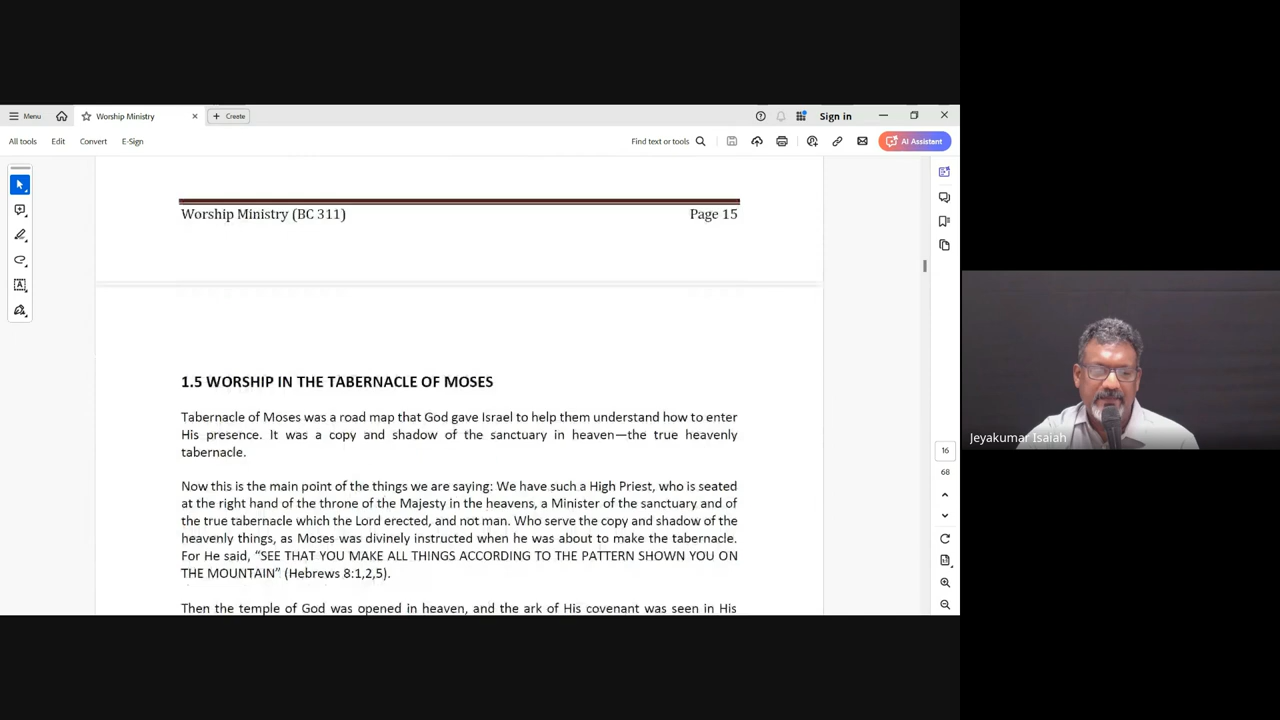 Menu
Worship Ministry
Create
Sign in
All tools
Edit
Convert
E-Sign
Find text or tools
AI Assistant
Worship Ministry (BC 311)
Page 15
1.5 WORSHIP IN THE TABERNACLE OF MOSES
Tabernacle of Moses was a road map that God gave Israel to help them understand how to enter
His presence. It was a copy and shadow of the sanctuary in heaven—the true heavenly
tabernacle.
Now this is the main point of the things we are saying: We have such a High Priest, who is seated
at the right hand of the throne of the Majesty in the heavens, a Minister of the sanctuary and of
the true tabernacle which the Lord erected, and not man. Who serve the copy and shadow of the
heavenly things, as Moses was divinely instructed when he was about to make the tabernacle.
For He said, “SEE THAT YOU MAKE ALL THINGS ACCORDING TO THE PATTERN SHOWN YOU ON
THE MOUNTAIN” (Hebrews 8:1,2,5).
Then the temple of God was opened in heaven, and the ark of His covenant was seen in His
16
68
Jeyakumar Isaiah